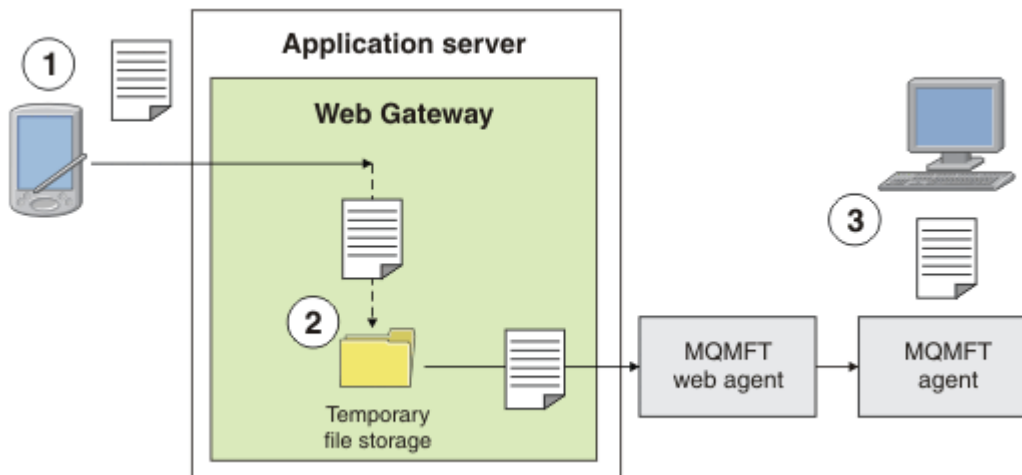 1
Application server
Web Gateway
2
Temporary
file storage
MQMFT
web agent
3
MQMFT
agent